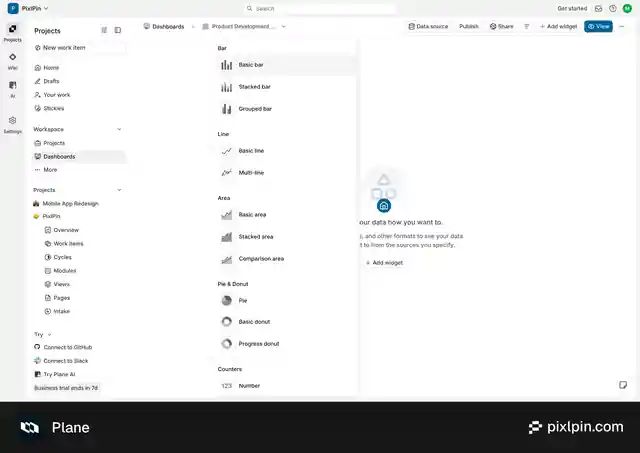 P PixlPin
Search
Get started
M
Projects
Wiki
AI
Settings
Projects
New work item
Home
Drafts
Your work
Stickies
Workspace
Projects
Dashboards
More
Projects
Mobile App Redesign
PixlPin
Overview
Work items
Cycles
Modules
Views
Pages
Intake
Try
Connect to GitHub
Connect to Slack
Try Plane AI
Business trial ends in 7d
Dashboards
Product Development ...
Data source
Publish
Share
Add widget
View
Bar
Basic bar
Stacked bar
Grouped bar
Line
Basic line
Multi-line
Area
Basic area
Stacked area
Comparison area
Pie & Donut
Pie
Basic donut
Progress donut
Counters
123 Number
our data how you want to.
, and other formats to see your data
t to from the sources you specify.
+ Add widget
Plane
pixlpin.com